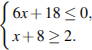 6x + 18 ≤ 0,
x + 8 ≥ 2.